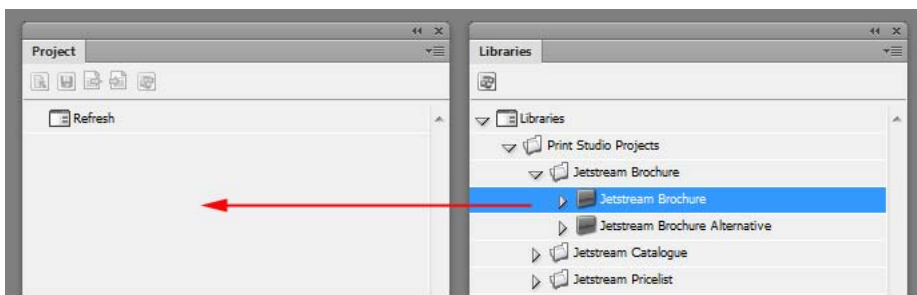 Project
Refresh
Libraries
Libraries
Print Studio Projects
Jetstream Brochure
Jetstream Brochure
Jetstream Brochure Alternative
Jetstream Catalogue
Jetstream Pricelist